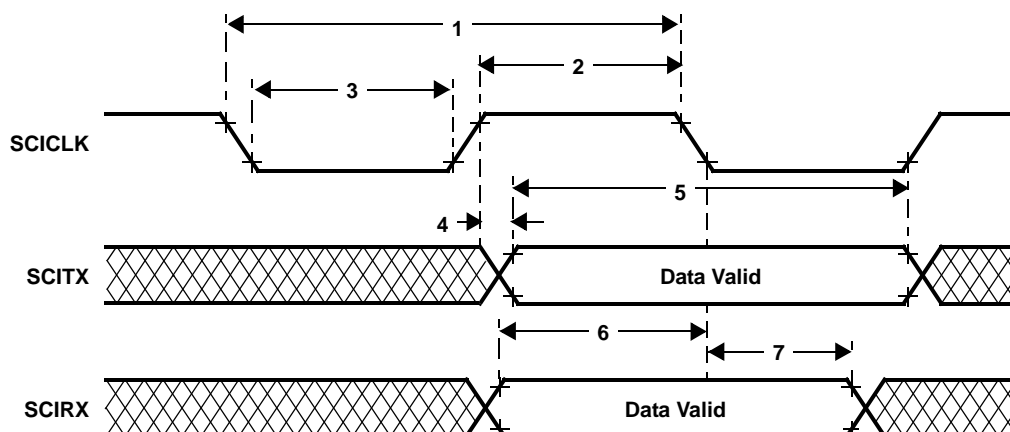 1
2
3
SCICLK
5
4
SCITX Data Valid
6
7
SCIRX Data Valid